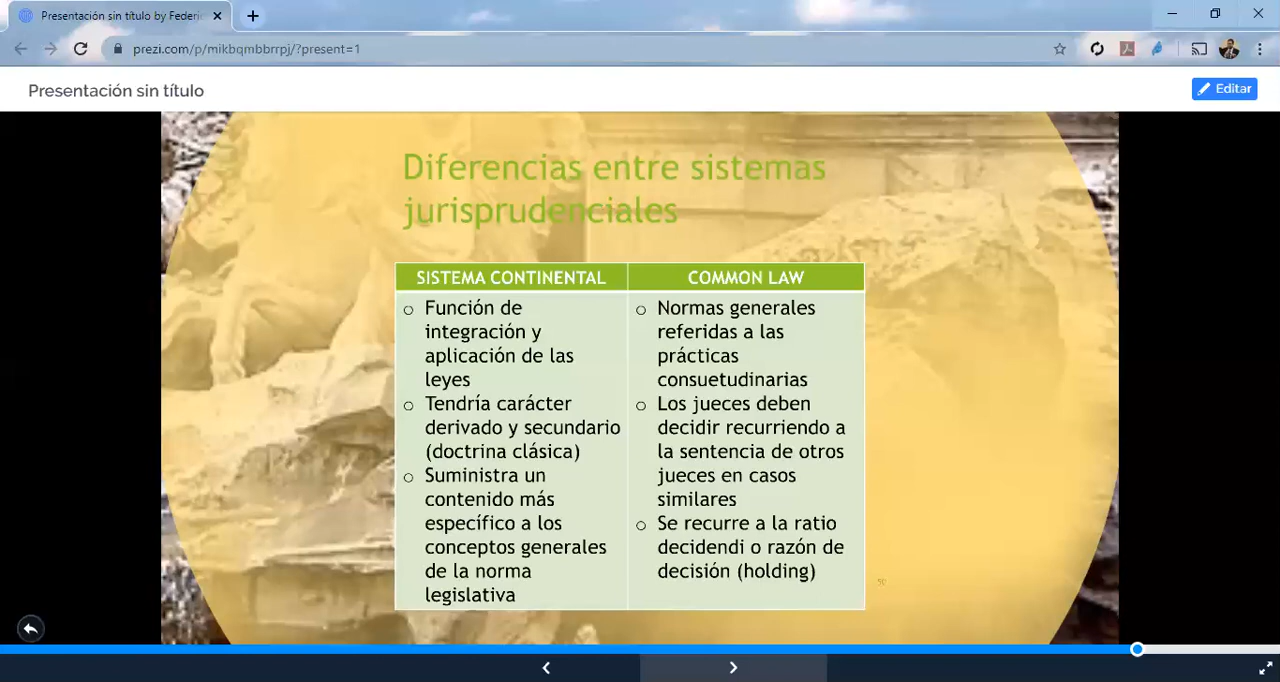 Presentación sin título by Federic
prezi.com/p/mikbqmbbrrpj/?present=1
Presentación sin título
Editar
Diferencias entre sistemas
jurisprudenciales
SISTEMA CONTINENTAL
Función de
integración y
aplicación de las
leyes
Tendría carácter
derivado y secundario
(doctrina clásica)
Suministra un
contenido más
específico a los
conceptos generales
de la norma
legislativa
COMMON LAW
Normas generales
referidas a las
prácticas
consuetudinarias
Los jueces deben
decidir recurriendo a
la sentencia de otros
jueces en casos
similares
Se recurre a la ratio
decidendi o razón de
decisión (holding)